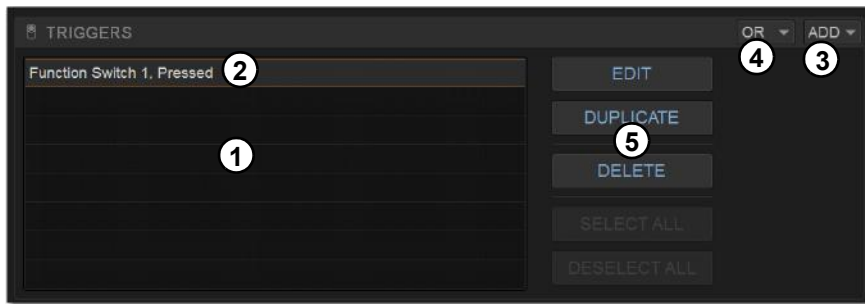 TRIGGERS
OR
ADD
4
3
Function Switch 1, Pressed
2
EDIT
DUPLICATE
1
5
DELETE
SELECT ALL
DESELECT ALL